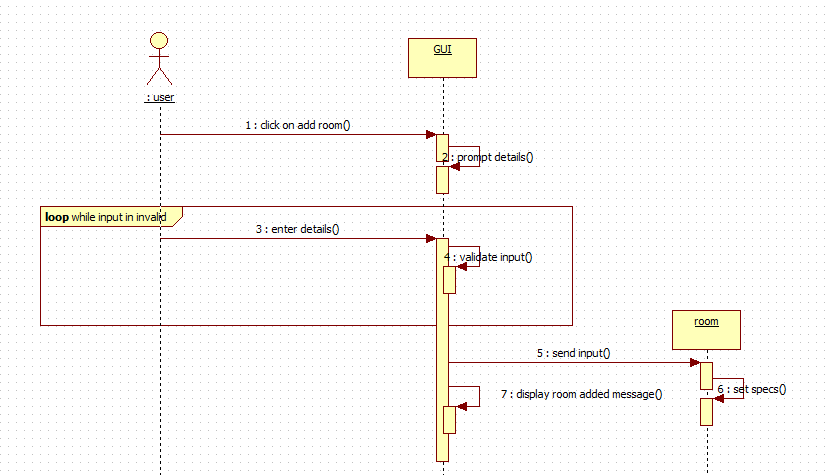 GUI
: user
1 : click on add room()
2 : prompt details()
loop while input in invalid
3 : enter details()
4 : validate input()
room
5 : send input()
6 : set specs()
7 : display room added message()